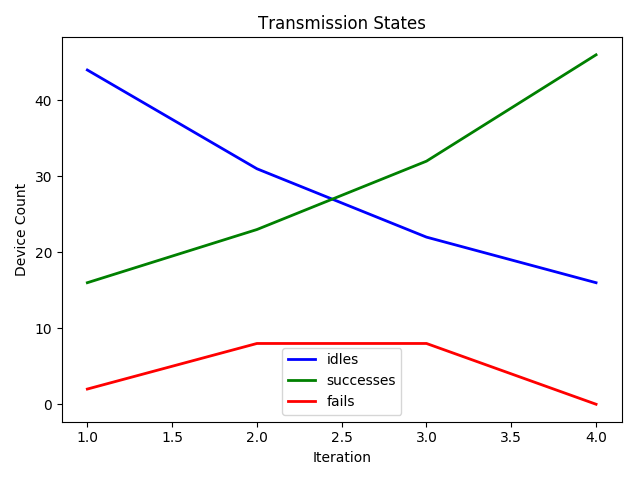 Transmission States
Device Count
40
30
20
10
0
idles
successes
fails
1.0 1.5 2.0 2.5 3.0 3.5 4.0
Iteration